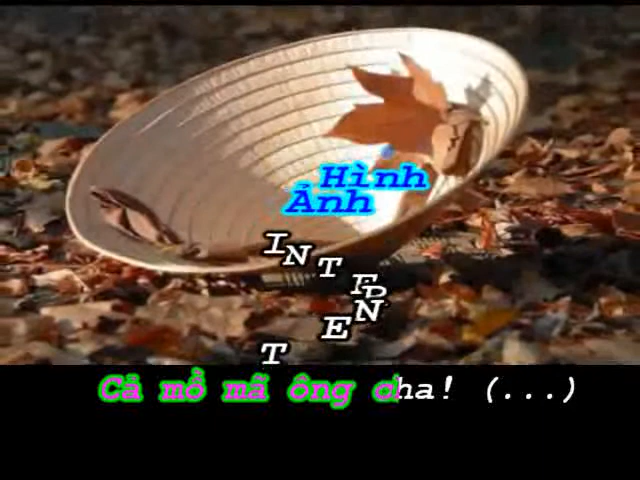 Hình
Ảnh
INTERNET
Cả mồ mã ông cha! (...)